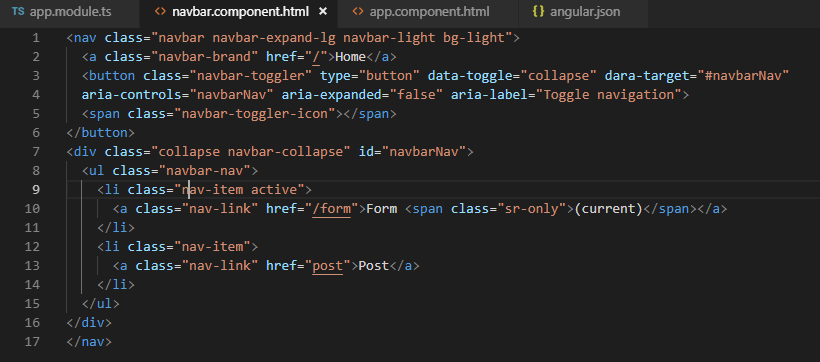 TS app.module.ts <> navbar.component.html × <> app.component.html {} angular.json
1 <nav class="navbar navbar-expand-lg navbar-light bg-light">
2 <a class="navbar-brand" href="/">Home</a>
3 <button class="navbar-toggler" type="button" data-toggle="collapse" dara-target="#navbarNav"
4 aria-controls="navbarNav" aria-expanded="false" aria-label="Toggle navigation">
5 <span class="navbar-toggler-icon"></span>
6 </button>
7 <div class="collapse navbar-collapse" id="navbarNav">
8 <ul class="navbar-nav">
9 <li class="nav-item active">
10 <a class="nav-link" href="/form">Form <span class="sr-only">(current)</span></a>
11 </li>
12 <li class="nav-item">
13 <a class="nav-link" href="post">Post</a>
14 </li>
15 </ul>
16 </div>
17 </nav>